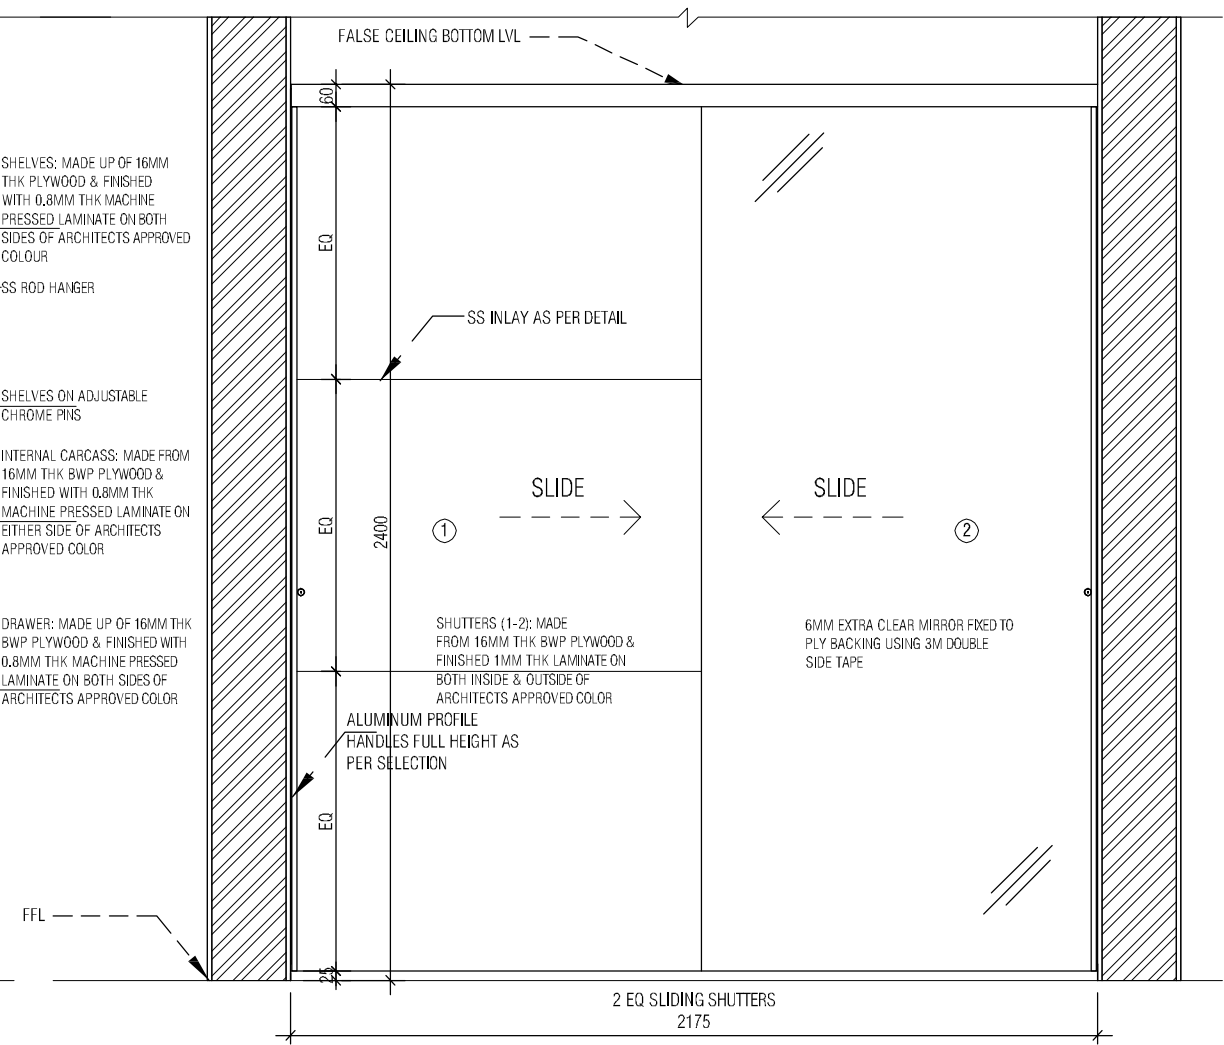 FALSE CEILING BOTTOM LVL
60
SHELVES: MADE UP OF 16MM
THK PLYWOOD & FINISHED
WITH 0.8MM THK MACHINE
PRESSED LAMINATE ON BOTH
SIDES OF ARCHITECTS APPROVED
COLOUR
SS ROD HANGER
EQ
SS INLAY AS PER DETAIL
SHELVES ON ADJUSTABLE
CHROME PINS
INTERNAL CARCASS: MADE FROM
16MM THK BWP PLYWOOD &
FINISHED WITH 0.8MM THK
MACHINE PRESSED LAMINATE ON
EITHER SIDE OF ARCHITECTS
APPROVED COLOR
EQ
2400
SLIDE
1
SLIDE
2
DRAWER: MADE UP OF 16MM THK
BWP PLYWOOD & FINISHED WITH
0.8MM THK MACHINE PRESSED
LAMINATE ON BOTH SIDES OF
ARCHITECTS APPROVED COLOR
SHUTTERS (1-2): MADE
FROM 16MM THK BWP PLYWOOD &
FINISHED 1MM THK LAMINATE ON
BOTH INSIDE & OUTSIDE OF
ARCHITECTS APPROVED COLOR
6MM EXTRA CLEAR MIRROR FIXED TO
PLY BACKING USING 3M DOUBLE
SIDE TAPE
ALUMINUM PROFILE
HANDLES FULL HEIGHT AS
PER SELECTION
EQ
FFL
25
2 EQ SLIDING SHUTTERS
2175